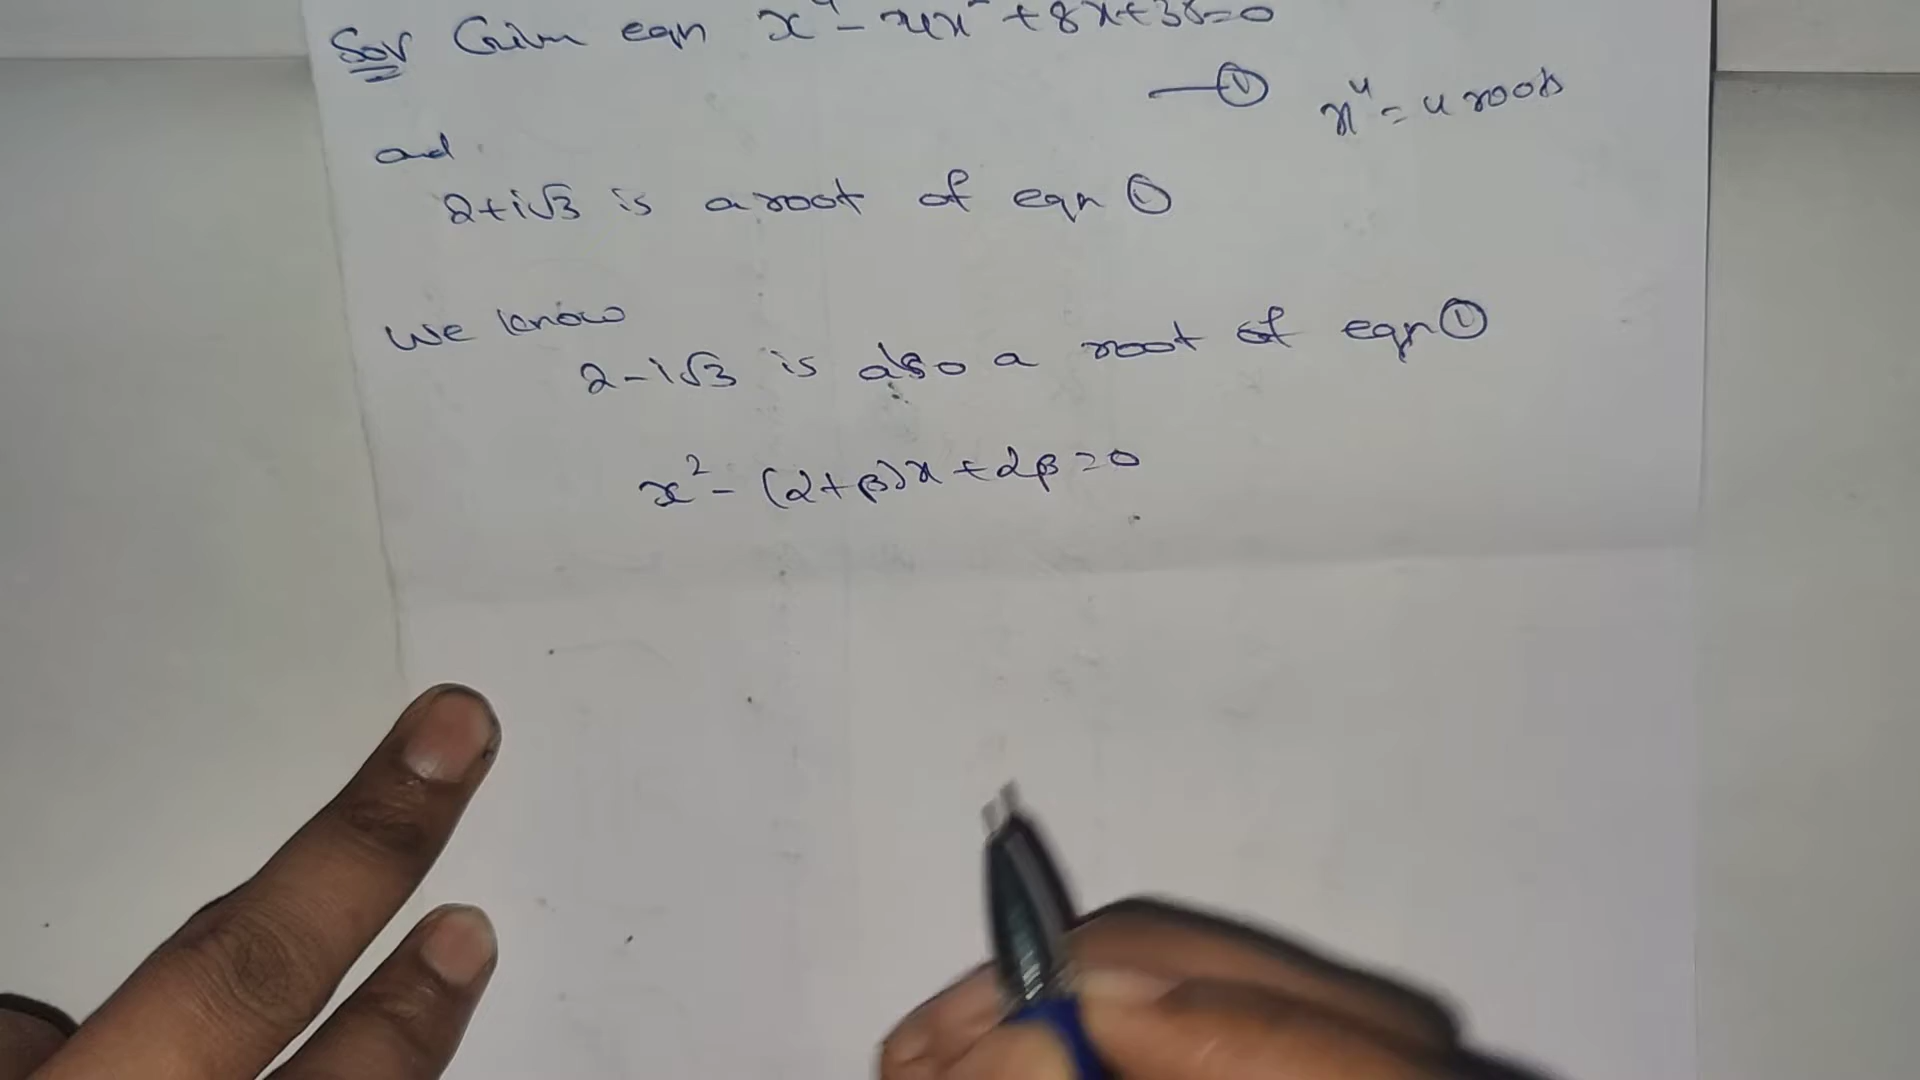 Sol Given eqn x⁴ - 4x² + 8x + 35 = 0
— ①
x⁴ = 4 roots
and
2+i√3 is a root of eqn ①
We know
2-i√3 is also a root of eqn ①
x² - (α+β)x + αβ = 0